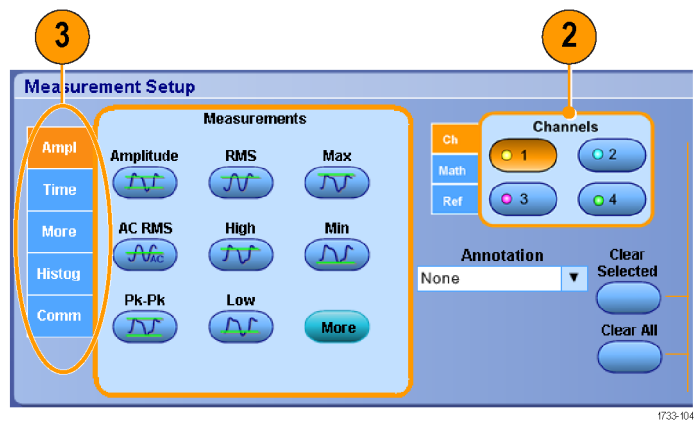 3
2
Measurement Setup
Measurements
Ampl
Time
More
Histog
Comm
Amplitude
RMS
Max
AC RMS
High
Min
AC
Pk-Pk
Low
More
Ch
Math
Ref
Channels
1
2
3
4
Annotation
None
Clear
Selected
Clear All
1733-104